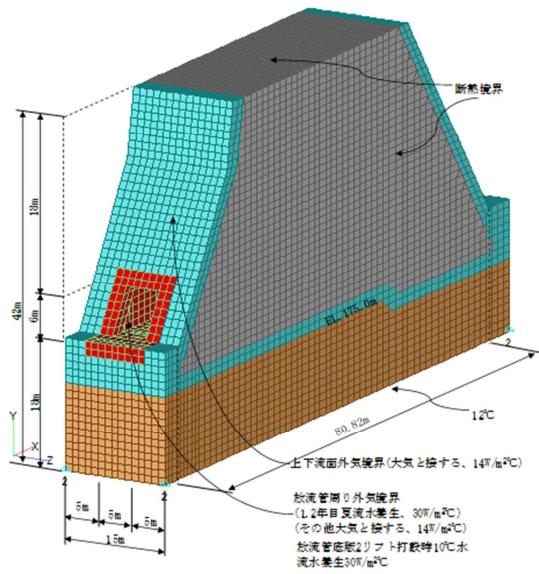 断熱境界
18m
42m
6m
18m
EL.175.0m
2
12℃
80.82m
Y
X
Z
上下流面外気境界(大気と接する、14W/m²℃)
2
2
5m
5m
5m
15m
放流管周り外気境界
(1,2年目夏流水養生、30W/m²℃)
(その他大気と接する、14W/m²℃)
放流管底版2リフト打設時10℃水
流水養生30W/m²℃